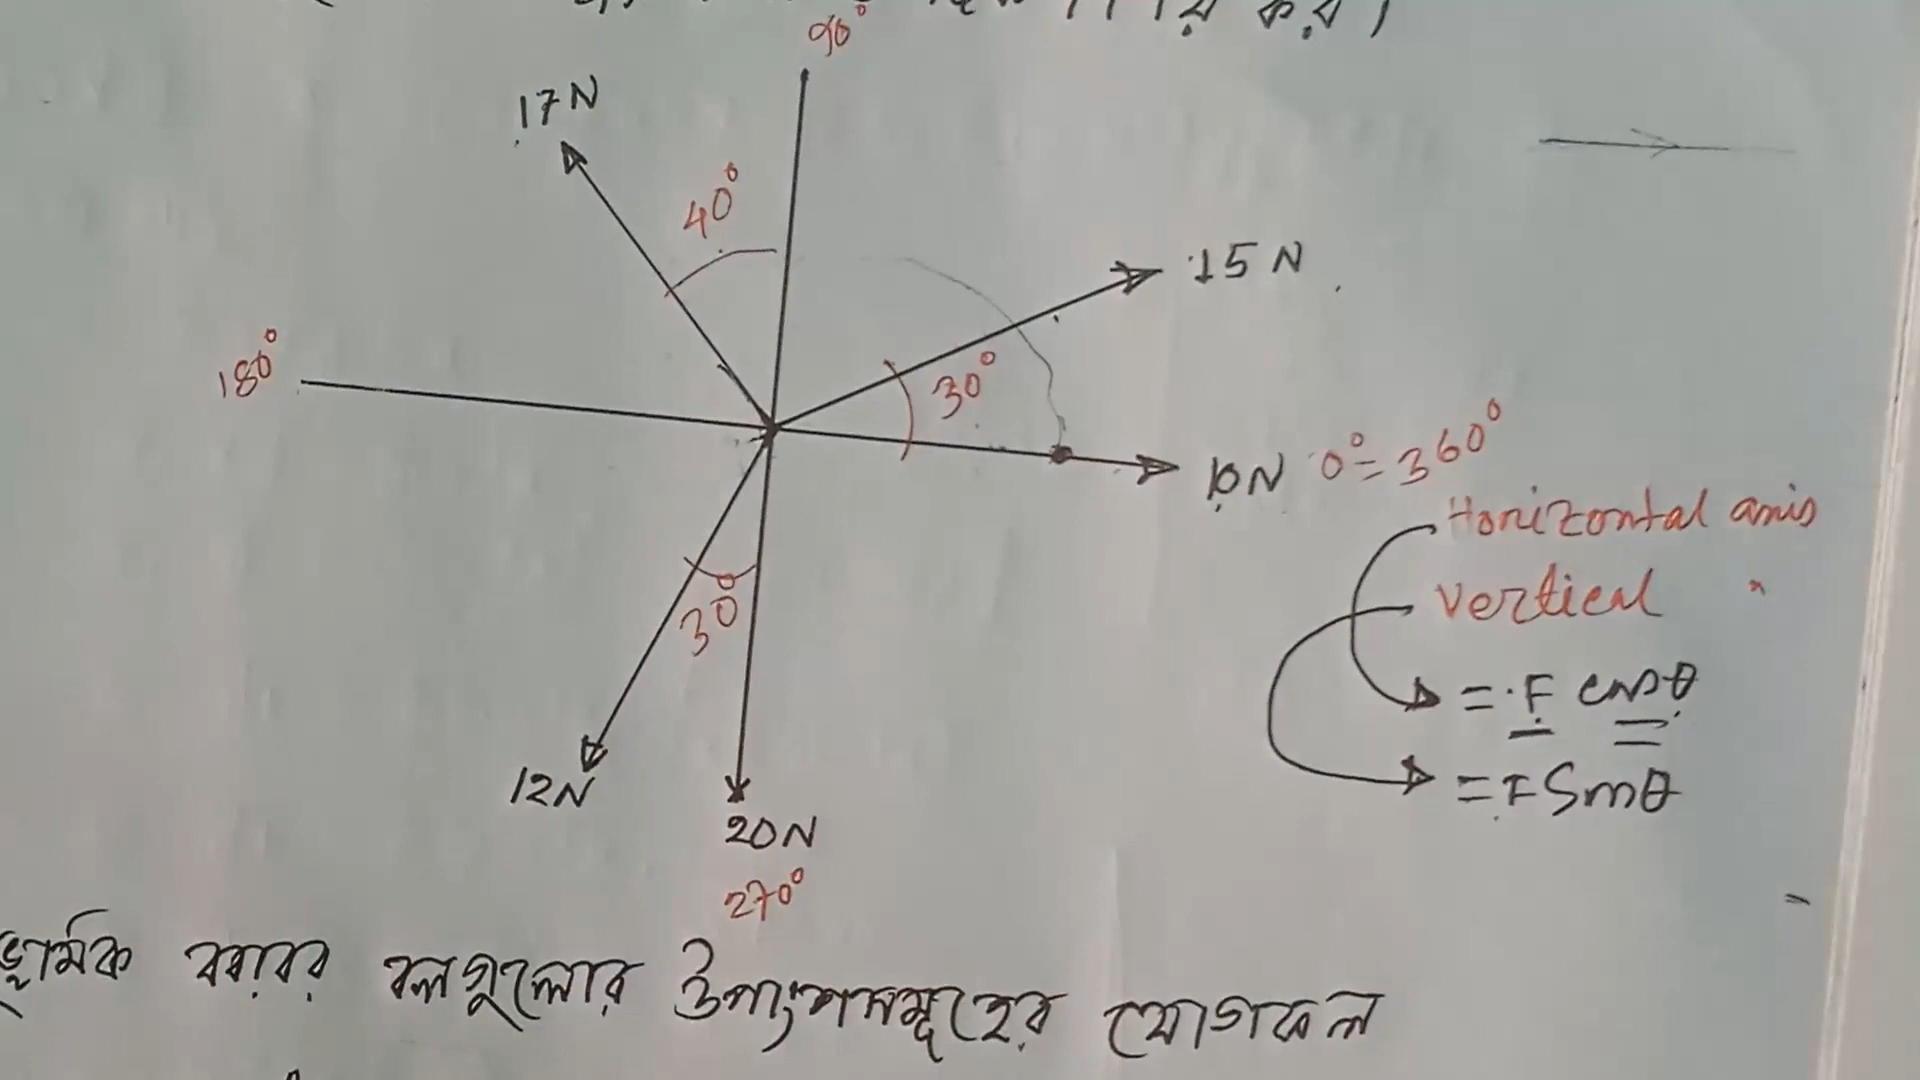 কর।
90°
17N
40°
15N
30°
180°
10N 0°=360°
Horizontal axis
Vertical "
= F cosθ
= F Sinθ
30°
12N
20N
270°
ভূমিক বরাবর বলগুলোর উপাংশসমূহের যোগফল